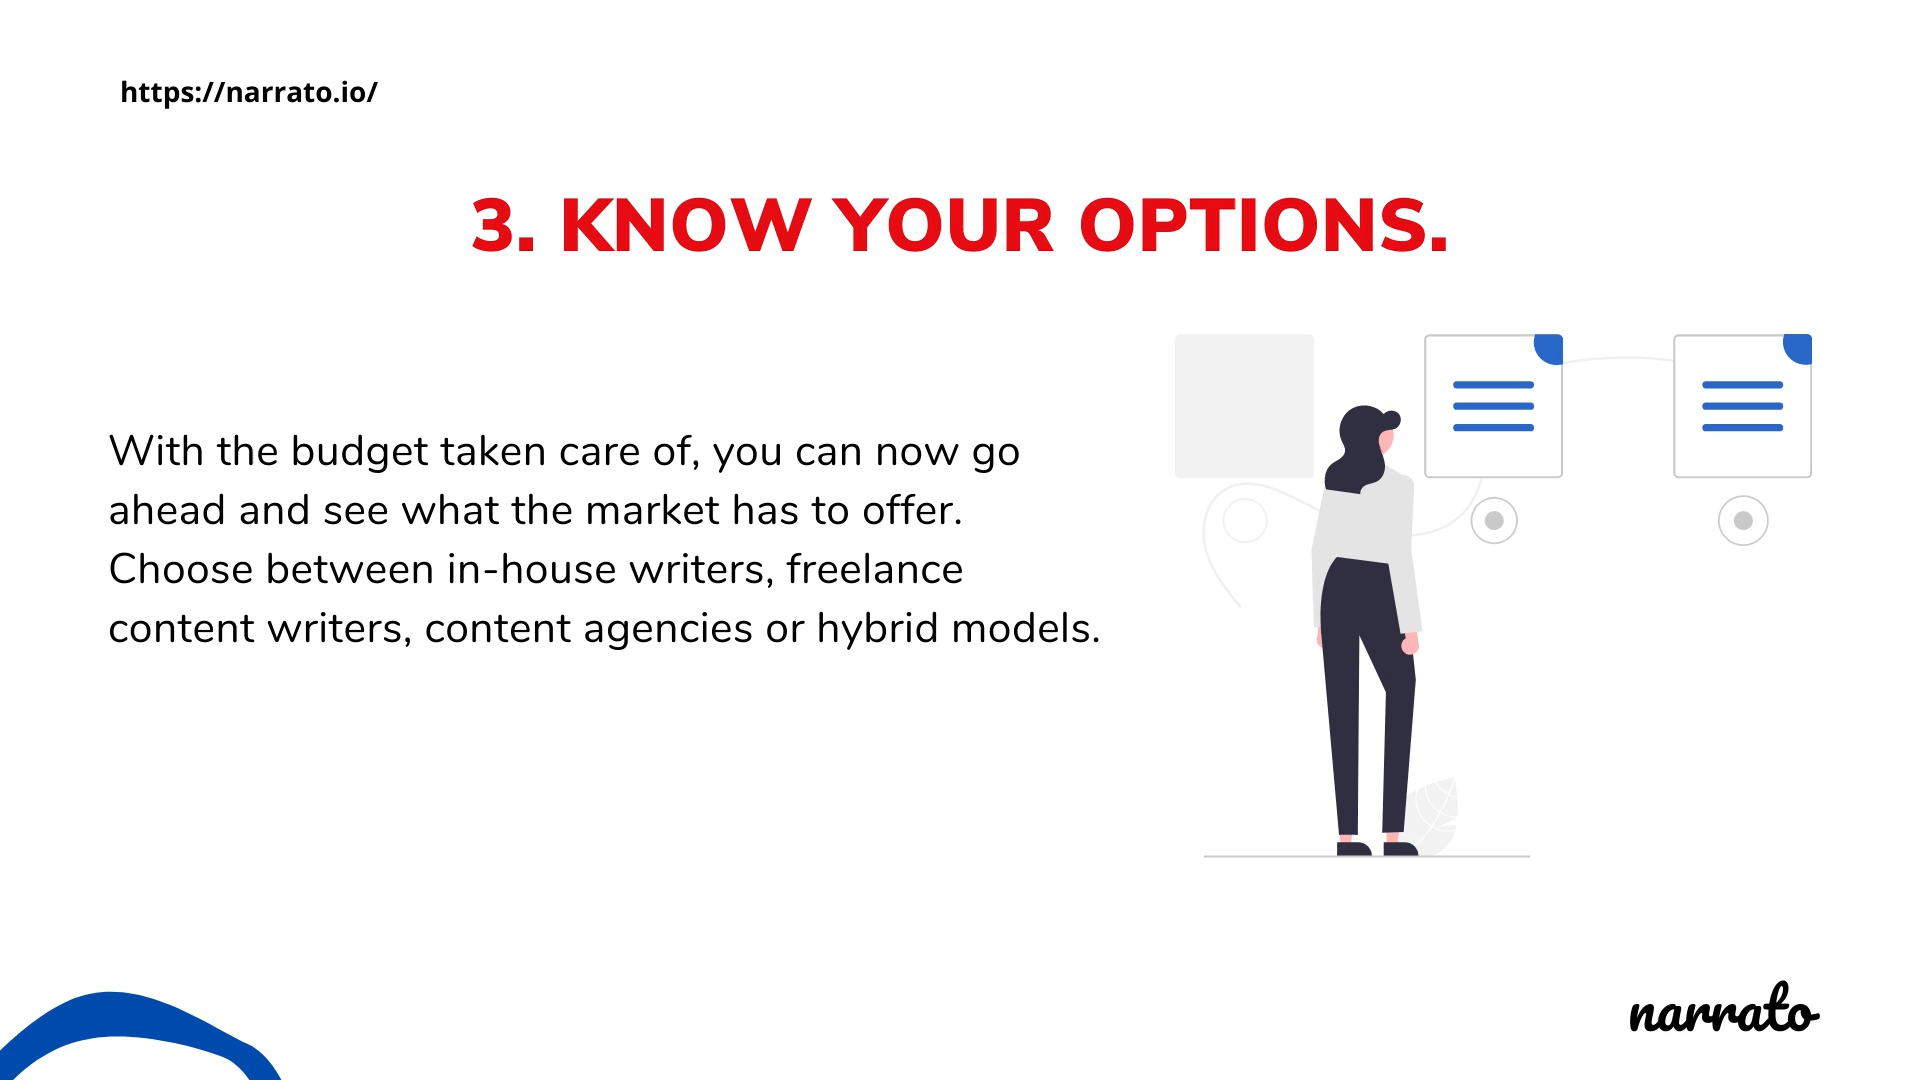 https://narrato.io/
3. KNOW YOUR OPTIONS.
With the budget taken care of, you can now go
ahead and see what the market has to offer.
Choose between in-house writers, freelance
content writers, content agencies or hybrid models.
narrato